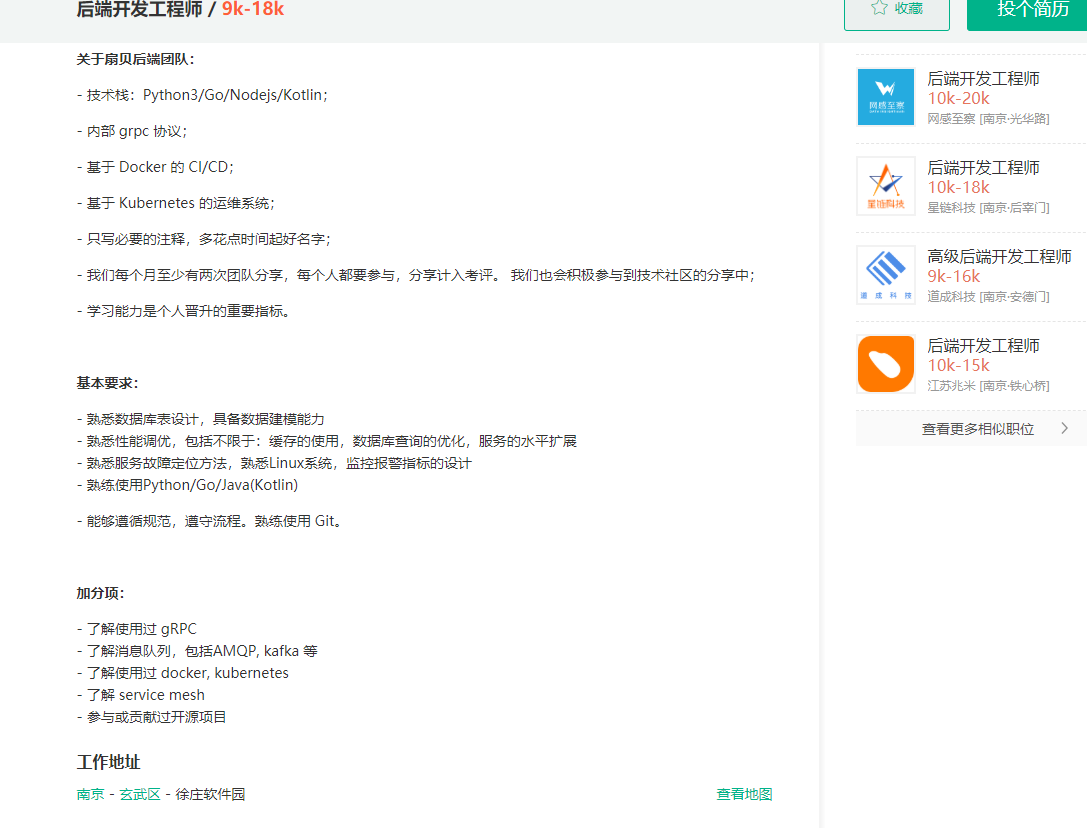 后端开发工程师 / 9k-18k
收藏
投个简历
关于扇贝后端团队：
- 技术栈：Python3/Go/Nodejs/Kotlin；
- 内部 grpc 协议；
- 基于 Docker 的 CI/CD；
- 基于 Kubernetes 的运维系统；
- 只写必要的注释，多花点时间起好名字；
- 我们每个月至少有两次团队分享，每个人都要参与，分享计入考评。 我们也会积极参与到技术社区的分享中；
- 学习能力是个人晋升的重要指标。
基本要求：
- 熟悉数据库表设计，具备数据建模能力
- 熟悉性能调优，包括不限于：缓存的使用，数据库查询的优化，服务的水平扩展
- 熟悉服务故障定位方法，熟悉Linux系统，监控报警指标的设计
- 熟练使用Python/Go/Java(Kotlin)
- 能够遵循规范，遵守流程。熟练使用 Git。
加分项：
- 了解使用过 gRPC
- 了解消息队列，包括AMQP, kafka 等
- 了解使用过 docker, kubernetes
- 了解 service mesh
- 参与或贡献过开源项目
工作地址
南京 - 玄武区 - 徐庄软件园
查看地图
网感至察
后端开发工程师
10k-20k
网感至察 [南京·光华路]
星链科技
后端开发工程师
10k-18k
星链科技 [南京·后宰门]
道成科技
高级后端开发工程师
9k-16k
道成科技 [南京·安德门]
后端开发工程师
10k-15k
江苏兆米 [南京·铁心桥]
查看更多相似职位